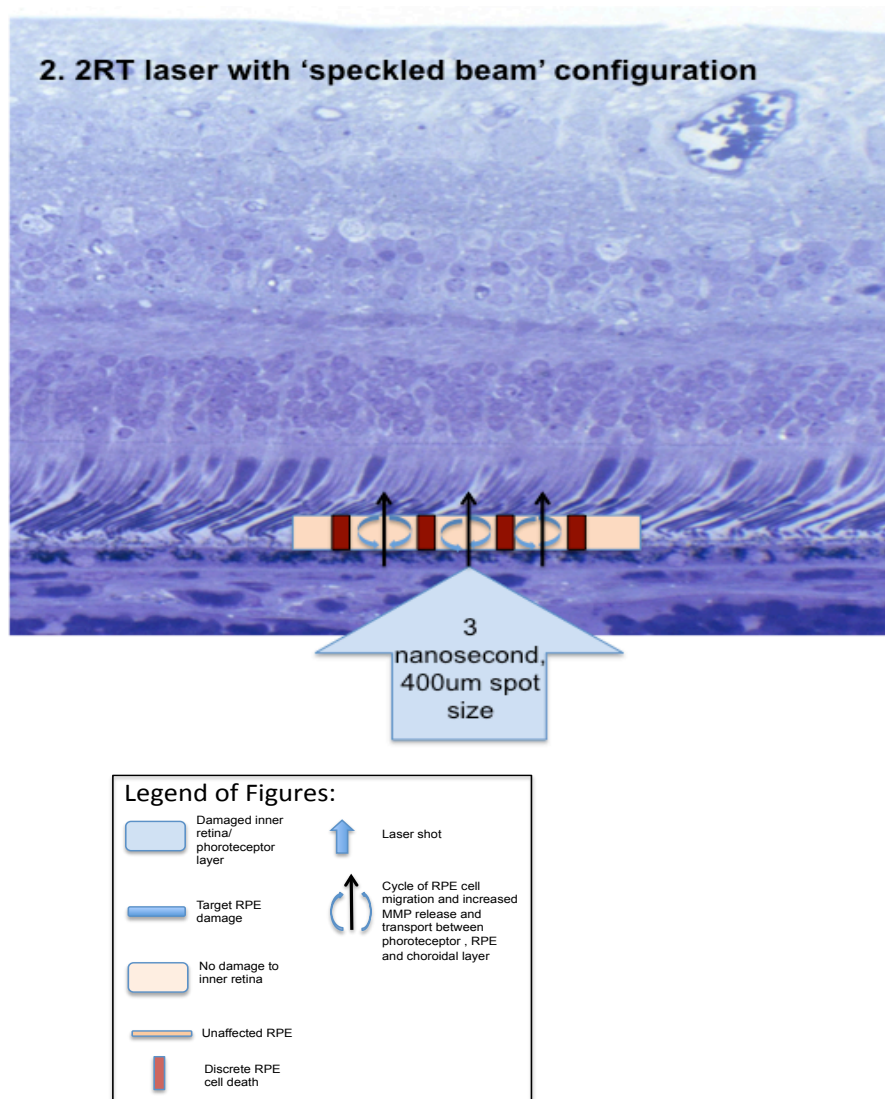 2. 2RT laser with ‘speckled beam’ configuration
3
nanosecond,
400um spot
size
Legend of Figures:
Damaged inner
retina/
phoroteceptor
layer
Laser shot
Target RPE
damage
Cycle of RPE cell
migration and increased
MMP release and
transport between
phoroteceptor , RPE
and choroidal layer
No damage to
inner retina
Unaffected RPE
Discrete RPE
cell death